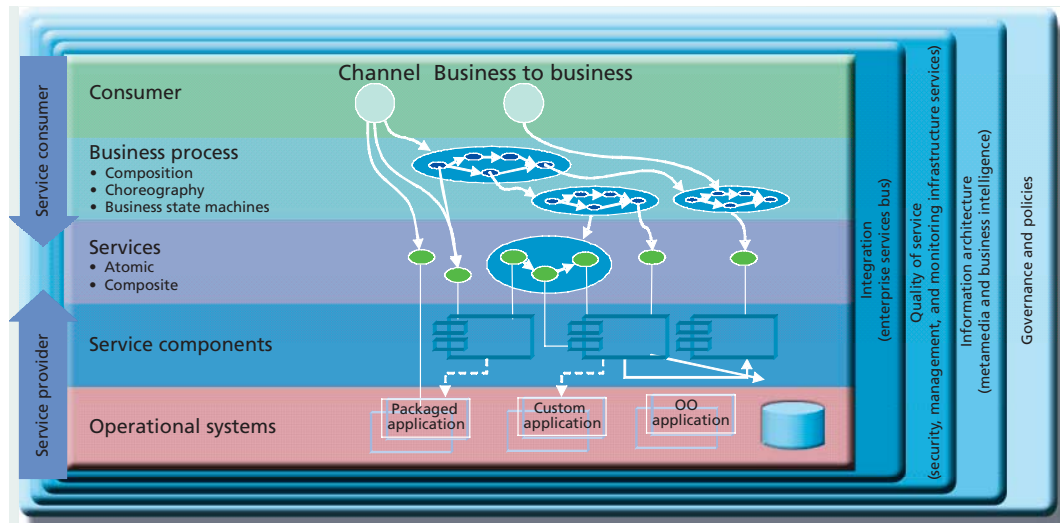 Service consumer
Service provider
Channel Business to business
Consumer
Business process
• Composition
• Choreography
• Business state machines
Services
• Atomic
• Composite
Service components
Operational systems
Packaged
application
Custom
application
OO
application
Integration
(enterprise services bus)
Quality of service
(security, management, and monitoring infrastructure services)
Information architecture
(metamedia and business intelligence)
Governance and policies